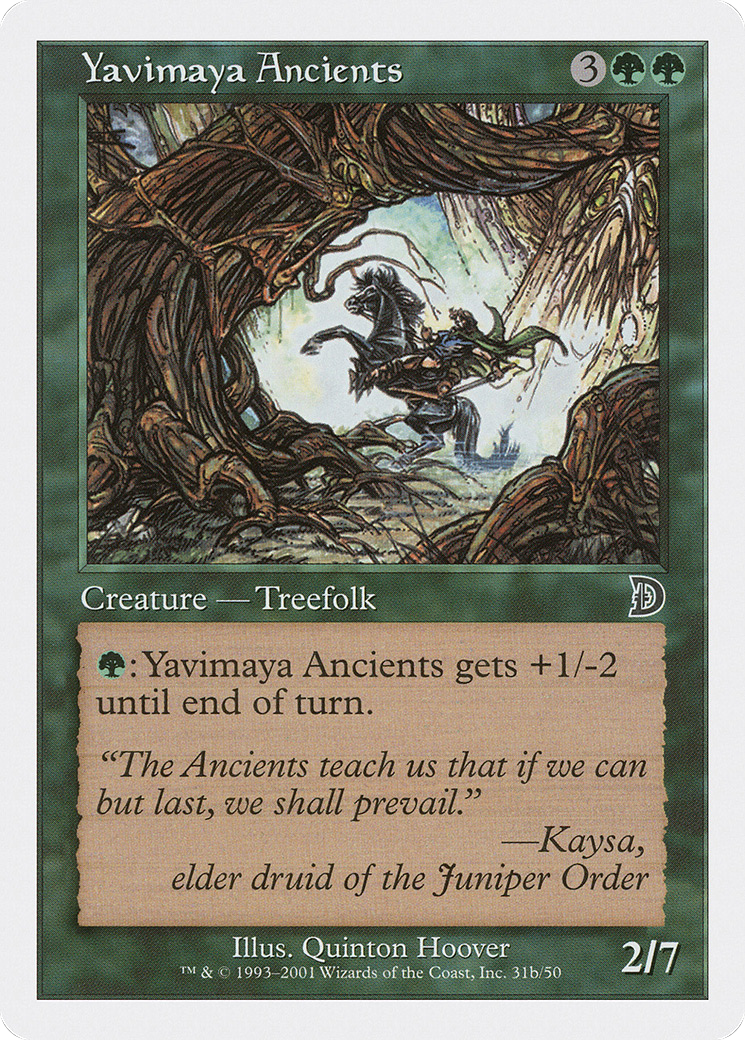 Yavimaya Ancients 3
Creature — Treefolk
: Yavimaya Ancients gets +1/-2
until end of turn.
“The Ancients teach us that if we can
but last, we shall prevail.”
—Kaysa,
elder druid of the Juniper Order
Illus. Quinton Hoover
™ & © 1993–2001 Wizards of the Coast, Inc. 31b/50
2/7